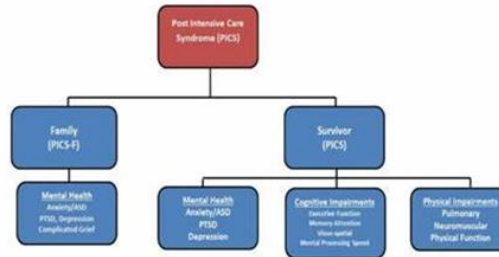 Post Intensive Care
Syndrome (PICS)
Family
(PICS-F)
Survivor
(PICS)
Mental Health
Anxiety/ASD
PTSD, Depression
Complicated Grief
Mental Health
Anxiety/ASD
PTSD
Depression
Cognitive Impairments
Executive Function
Memory Attention
Visuo-spatial
Mental Processing Speed
Physical Impairments
Pulmonary
Neuromuscular
Physical Function